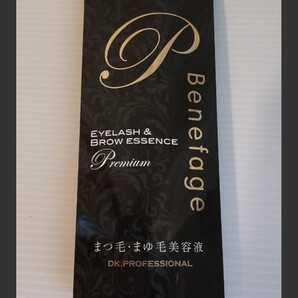 P
Benefage
EYELASH &
BROW ESSENCE
Premium
まつ毛・まゆ毛美容液
DK.PROFESSIONAL